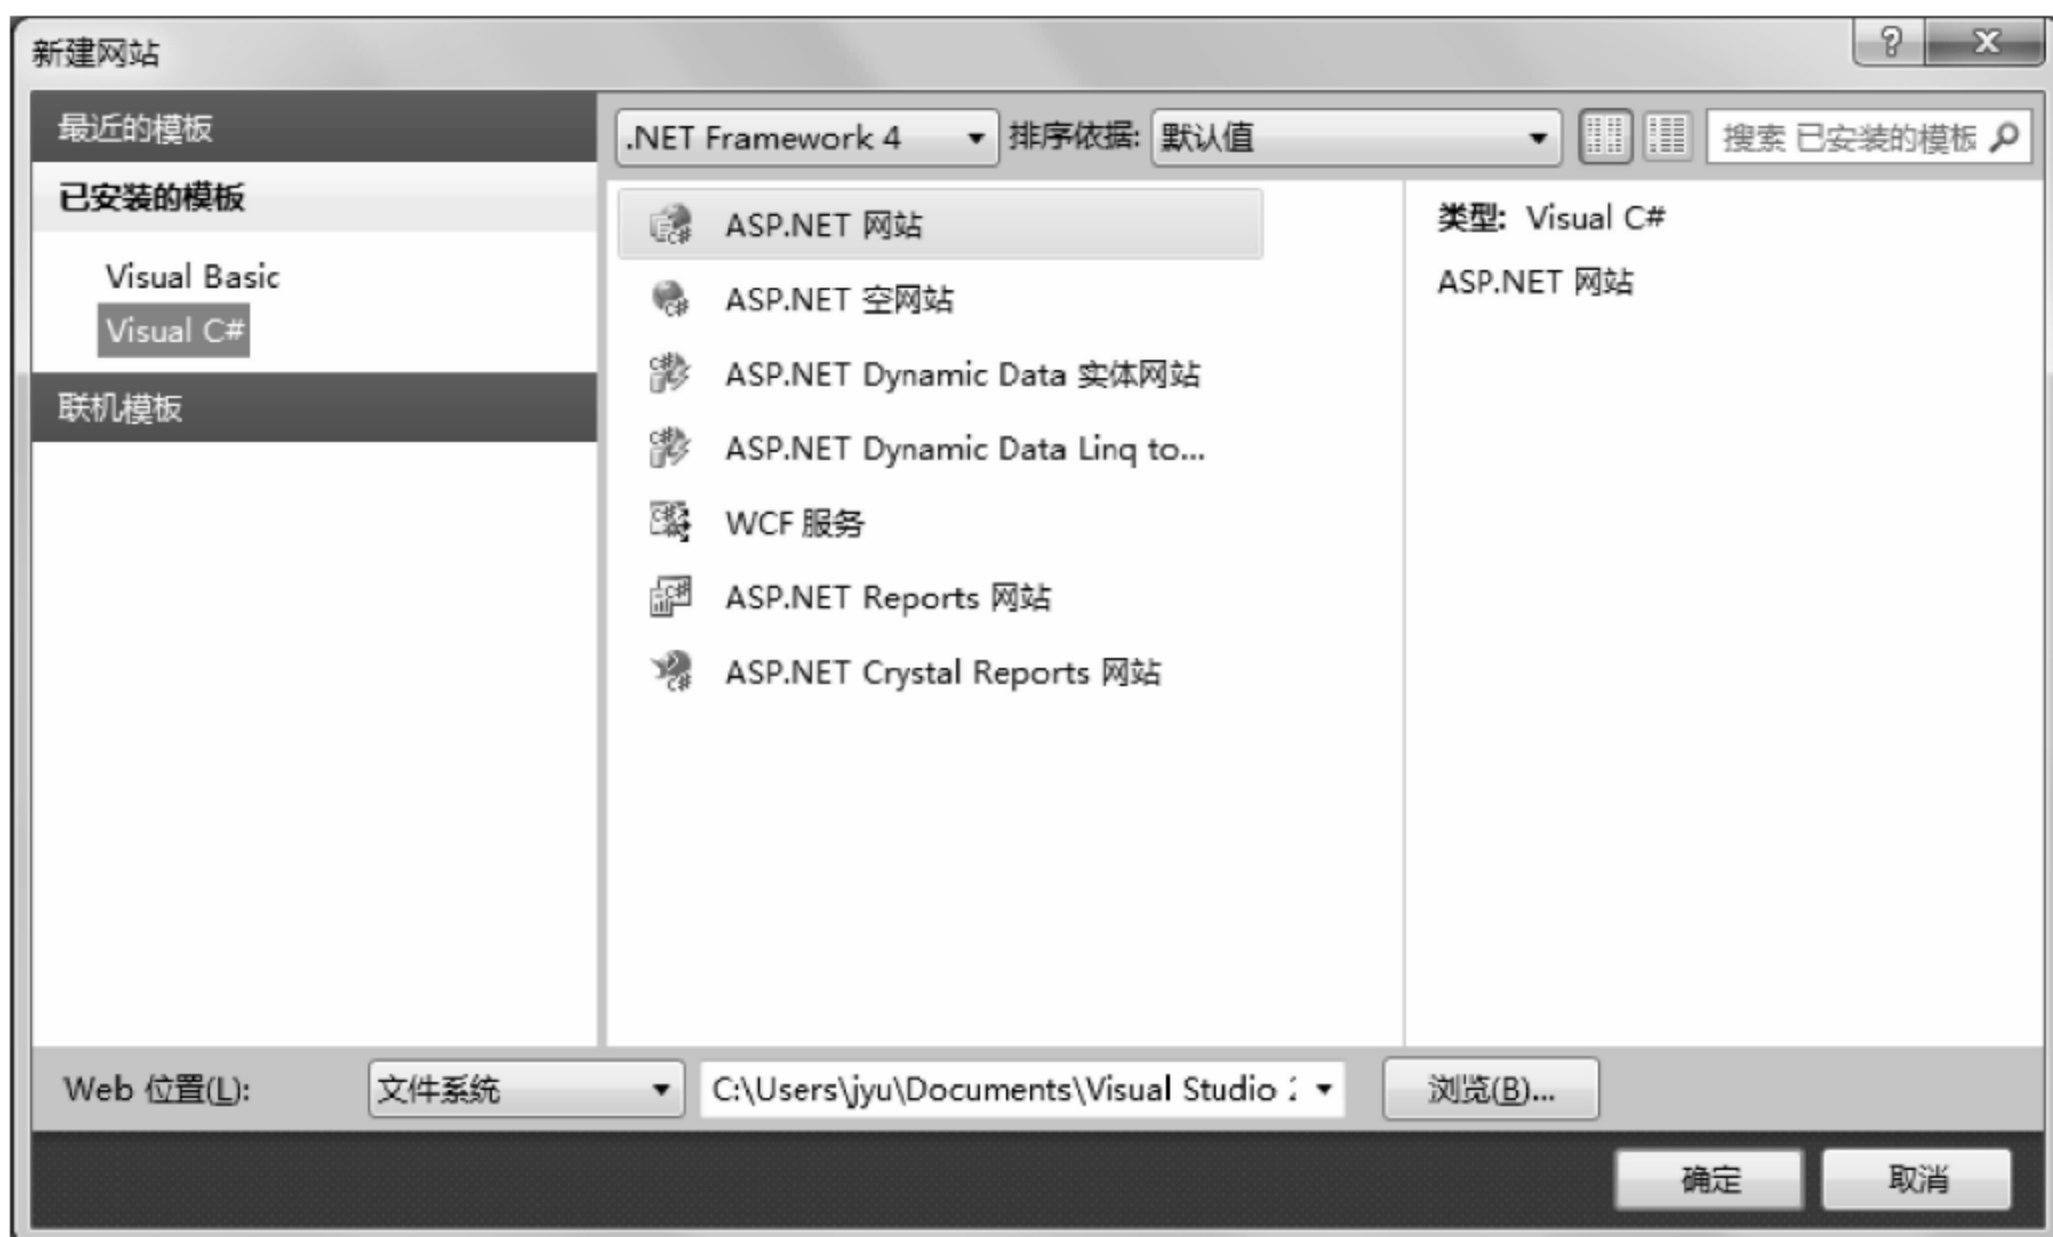 新建网站
最近的模板
已安装的模板
Visual Basic
Visual C#
联机模板
.NET Framework 4 排序依据: 默认值 搜索 已安装的模板
ASP.NET 网站
ASP.NET 空网站
ASP.NET Dynamic Data 实体网站
ASP.NET Dynamic Data Linq to...
WCF 服务
ASP.NET Reports 网站
ASP.NET Crystal Reports 网站
类型: Visual C#
ASP.NET 网站
Web 位置(L): 文件系统 C:\Users\jyu\Documents\Visual Studio 浏览(B)...
确定 取消